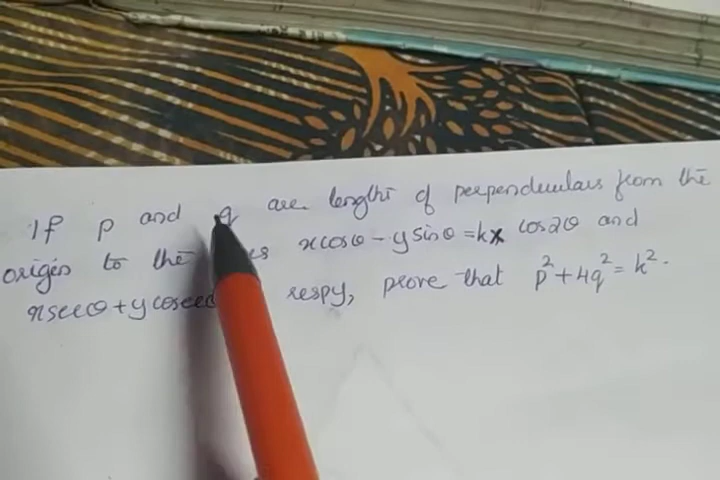 If p and q are lengths of perpendiculars from the
origin to the xcosθ - ysinθ = k cos2θ and
xsecθ + y respy, prove that p² + 4q² = k².